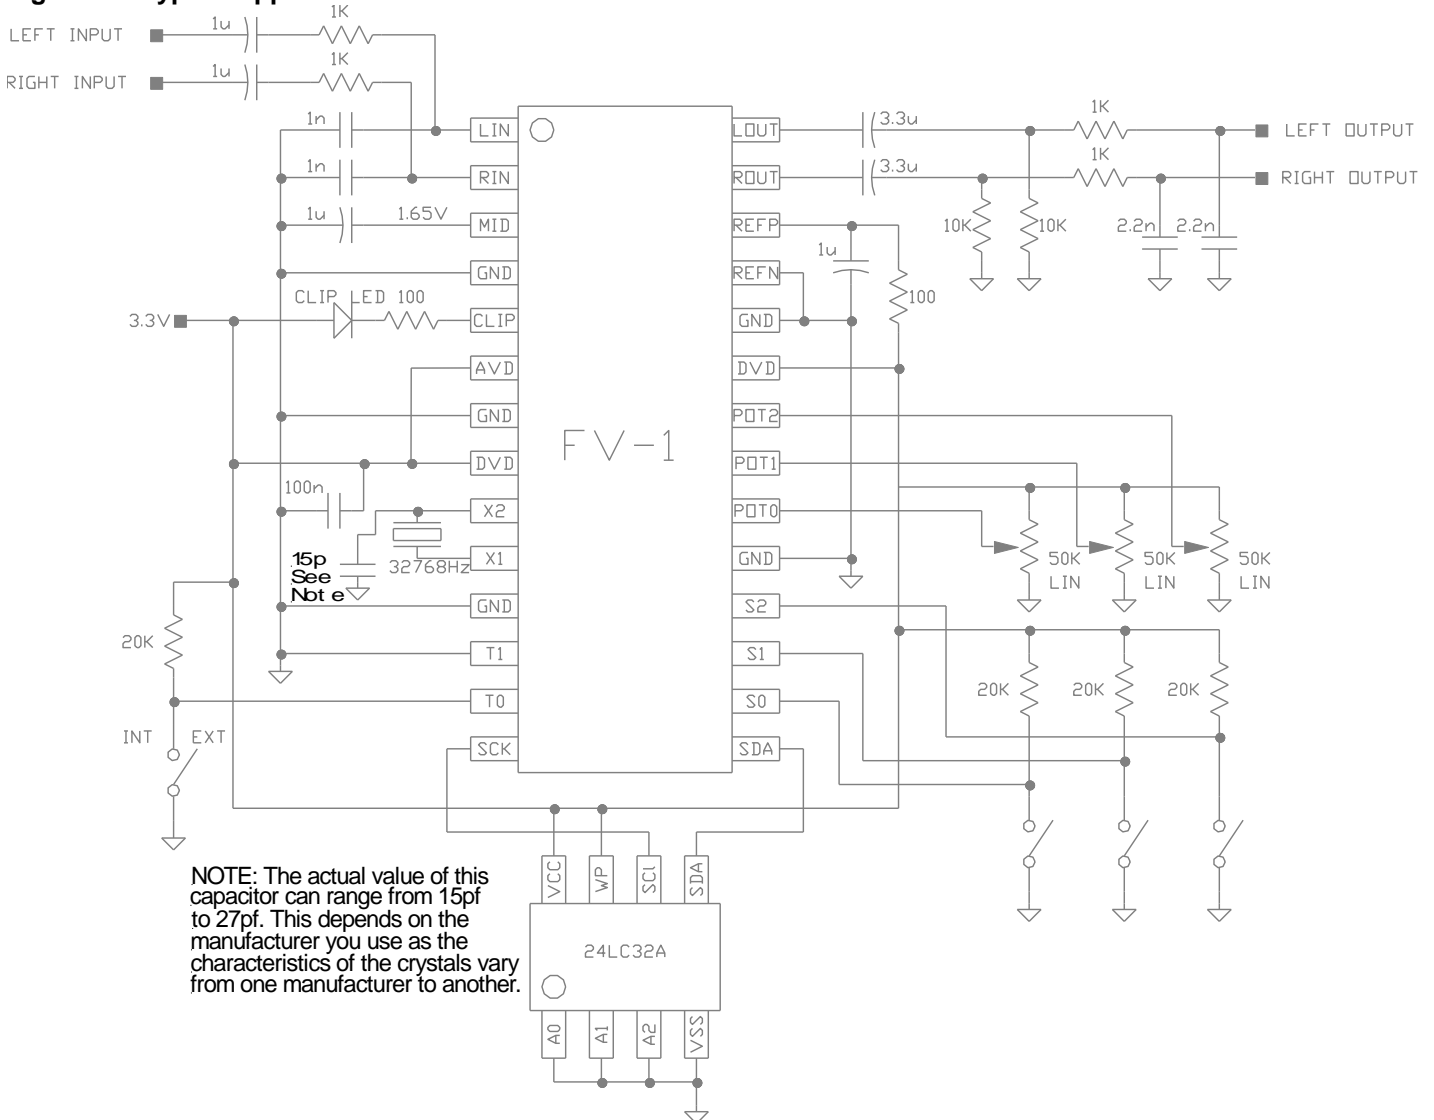 LEFT INPUT
1u
1K
RIGHT INPUT
1u
1K
1n
LIN
1n
RIN
1u
1.65V
MID
GND
3.3V
CLIP LED
100
CLIP
AVD
GND
DVD
100n
X2
15p
See
Note
32768Hz
X1
GND
20K
T1
T0
INT
EXT
SCK
FV-1
LOUT
3.3u
1K
LEFT OUTPUT
ROUT
3.3u
1K
RIGHT OUTPUT
REFP
10K
10K
2.2n
2.2n
1u
REFN
100
GND
DVD
POT2
POT1
POT0
GND
50K
LIN
50K
LIN
50K
LIN
S2
S1
20K
20K
20K
S0
SDA
VCC
WP
SCl
SDA
24LC32A
A0
A1
A2
VSS
NOTE: The actual value of this
capacitor can range from 15pf
to 27pf. This depends on the
manufacturer you use as the
characteristics of the crystals vary
from one manufacturer to another.